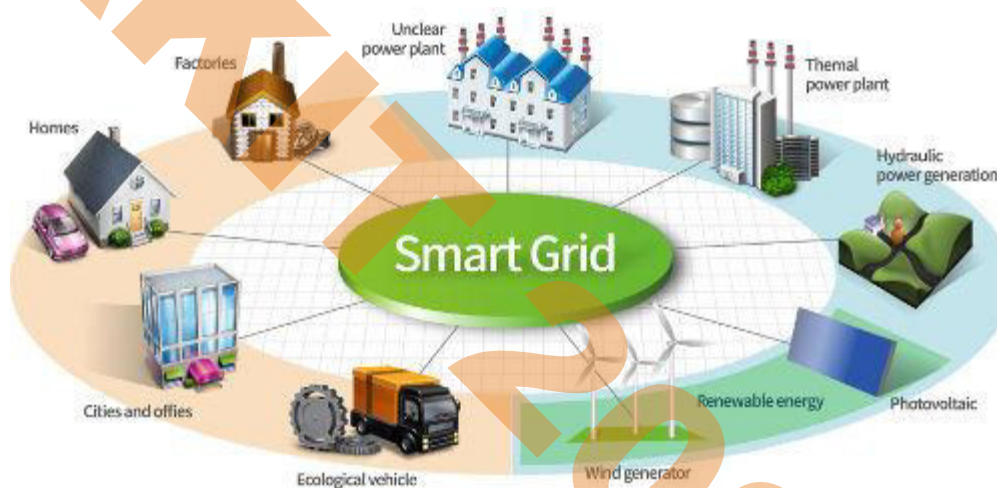 Unclear
power plant
Factories
Themal
power plant
Homes
Hydraulic
power generation
Smart Grid
Renewable energy
Photovoltaic
Cities and offies
Wind generator
Ecological vehicle